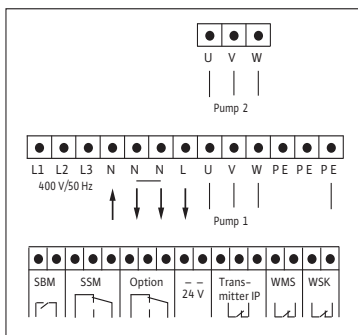 U V W
Pump 2
L1 L2 L3 N N N L U V W PE PE PE
400 V/50 Hz
Pump 1
SBM SSM Option 24 V Trans-
mitter IP WMS WSK